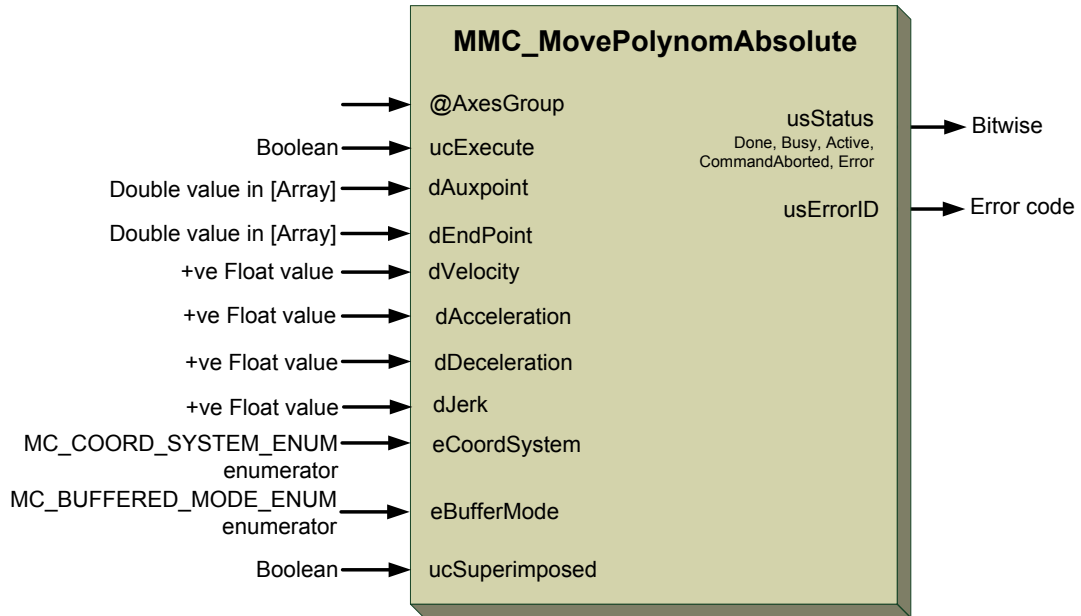 MMC_MovePolynomAbsolute
@AxesGroup
Boolean ucExecute
Double value in [Array] dAuxpoint
Double value in [Array] dEndPoint
+ve Float value dVelocity
+ve Float value dAcceleration
+ve Float value dDeceleration
+ve Float value dJerk
MC_COORD_SYSTEM_ENUM eCoordSystem
enumerator
MC_BUFFERED_MODE_ENUM eBufferMode
enumerator
Boolean ucSuperimposed
usStatus Bitwise
Done, Busy, Active,
CommandAborted, Error
usErrorID Error code